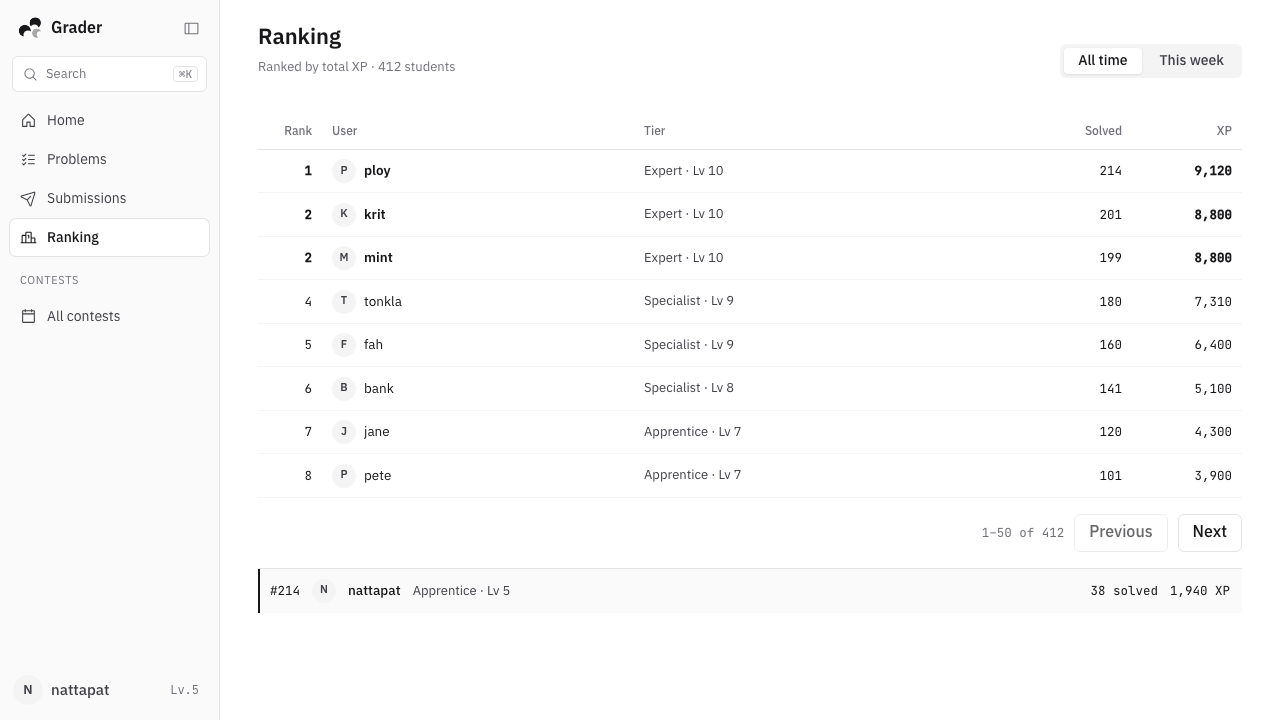 Grader
Search ⌘K
Home
Problems
Submissions
Ranking
CONTESTS
All contests
N nattapat Lv.5
Ranking
Ranked by total XP · 412 students
All time This week
Rank User Tier Solved XP
1 P ploy Expert · Lv 10 214 9,120
2 K krit Expert · Lv 10 201 8,800
2 M mint Expert · Lv 10 199 8,800
4 T tonkla Specialist · Lv 9 180 7,310
5 F fah Specialist · Lv 9 160 6,400
6 B bank Specialist · Lv 8 141 5,100
7 J jane Apprentice · Lv 7 120 4,300
8 P pete Apprentice · Lv 7 101 3,900
1–50 of 412 Previous Next
#214 N nattapat Apprentice · Lv 5 38 solved 1,940 XP